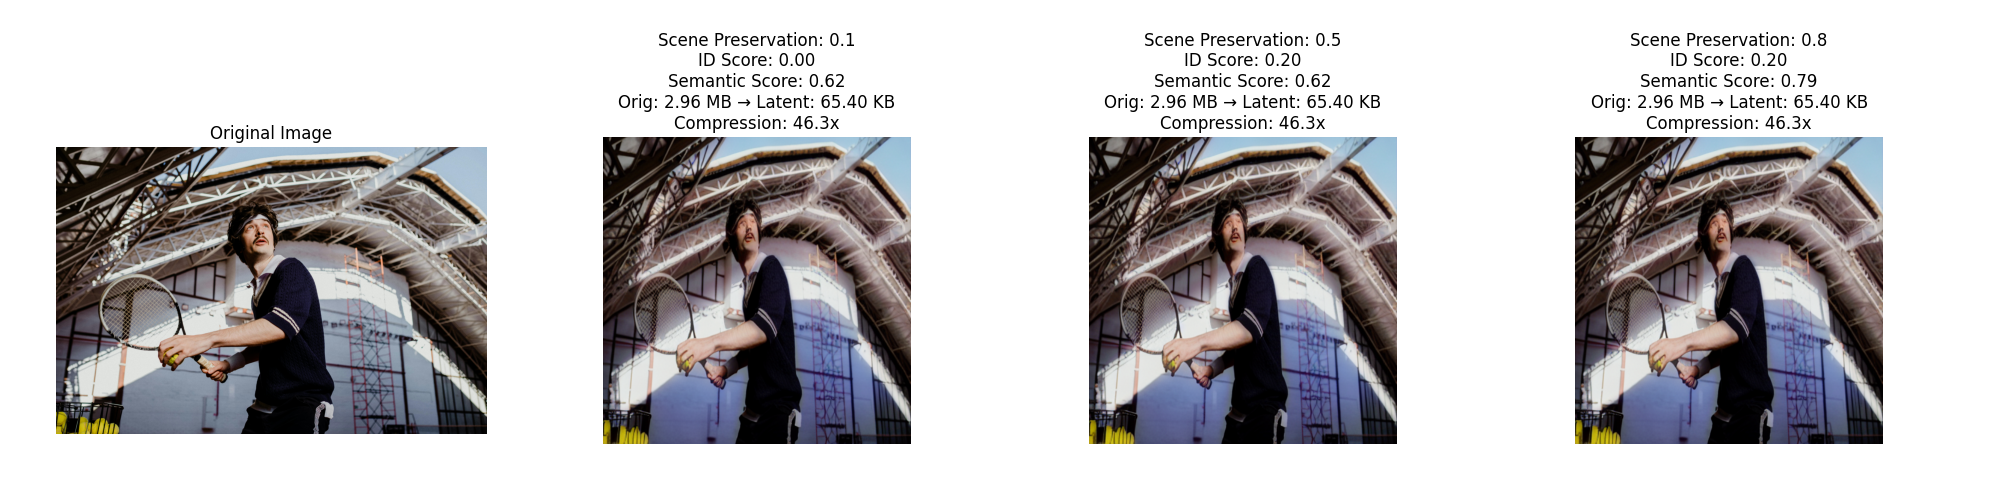 Original Image
Scene Preservation: 0.1
ID Score: 0.00
Semantic Score: 0.62
Orig: 2.96 MB → Latent: 65.40 KB
Compression: 46.3x
Scene Preservation: 0.5
ID Score: 0.20
Semantic Score: 0.62
Orig: 2.96 MB → Latent: 65.40 KB
Compression: 46.3x
Scene Preservation: 0.8
ID Score: 0.20
Semantic Score: 0.79
Orig: 2.96 MB → Latent: 65.40 KB
Compression: 46.3x